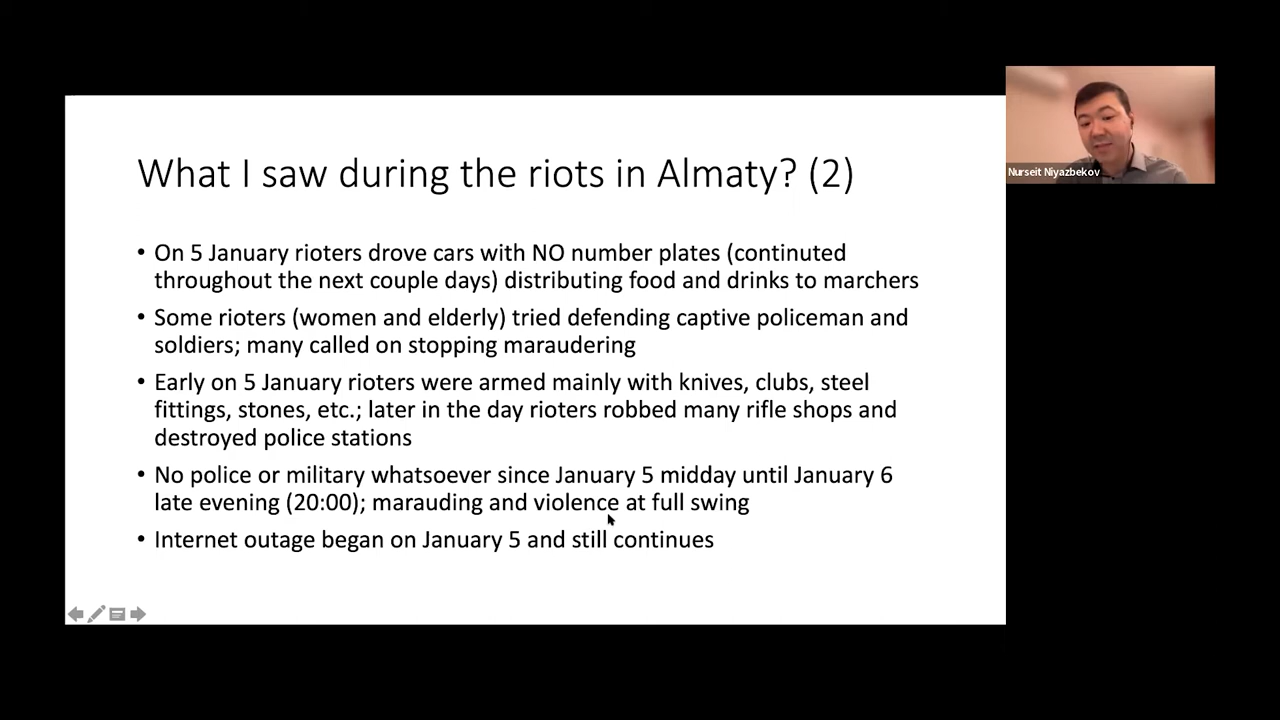 What I saw during the riots in Almaty? (2)
• On 5 January rioters drove cars with NO number plates (continuted
throughout the next couple days) distributing food and drinks to marchers
• Some rioters (women and elderly) tried defending captive policeman and
soldiers; many called on stopping maraudering
• Early on 5 January rioters were armed mainly with knives, clubs, steel
fittings, stones, etc.; later in the day rioters robbed many rifle shops and
destroyed police stations
• No police or military whatsoever since January 5 midday until January 6
late evening (20:00); marauding and violence at full swing
• Internet outage began on January 5 and still continues
Nurseit Niyazbekov